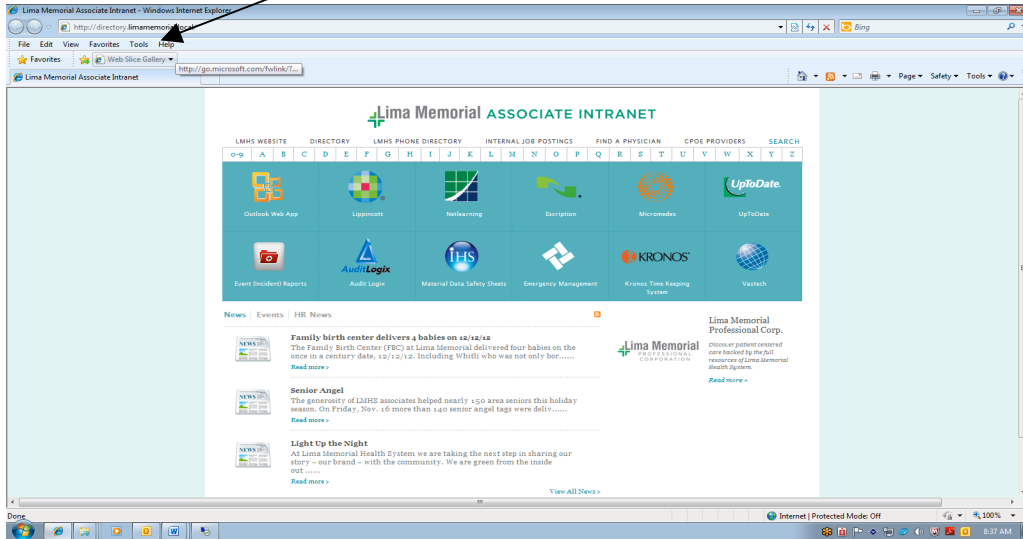 Lima Memorial Associate Intranet - Windows Internet Explorer
http://directory.limamemorial.local
Bing
File Edit View Favorites Tools Help
Favorites Web Slice Gallery
http://go.microsoft.com/fwlink/?...
Lima Memorial Associate Intranet
Page Safety Tools
Lima Memorial ASSOCIATE INTRANET
LMHS WEBSITE DIRECTORY LMHS PHONE DIRECTORY INTERNAL JOB POSTINGS FIND A PHYSICIAN CPOE PROVIDERS SEARCH
0-9 A B C D E F G H I J K L M N O P Q R S T U V W X Y Z
UpToDate.
Outlook Web App Lippincott Netlearning Escription Micromedex UpToDate
AuditLogix IHS KRONOS
Event (Incident) Reports Audit Logix Material Data Safety Sheets Emergency Management Kronos Time Keeping System Vastech
News Events HR News
NEWS
Family birth center delivers 4 babies on 12/12/12
The Family Birth Center (FBC) at Lima Memorial delivered four babies on the
once in a century date, 12/12/12. Including Whitli who was not only bor......
Read more >
NEWS
Senior Angel
The generosity of LMHS associates helped nearly 150 area seniors this holiday
season. On Friday, Nov. 16 more than 140 senior angel tags were deliv......
Read more >
NEWS
Light Up the Night
At Lima Memorial Health System we are taking the next step in sharing our
story – our brand – with the community. We are green from the inside
out ......
Read more >
View All News >
Lima Memorial
PROFESSIONAL
CORPORATION
Lima Memorial
Professional Corp.
Discover patient centered
care backed by the full
resources of Lima Memorial
Health System.
Read more »
Done
Internet | Protected Mode: Off
100%
8:37 AM